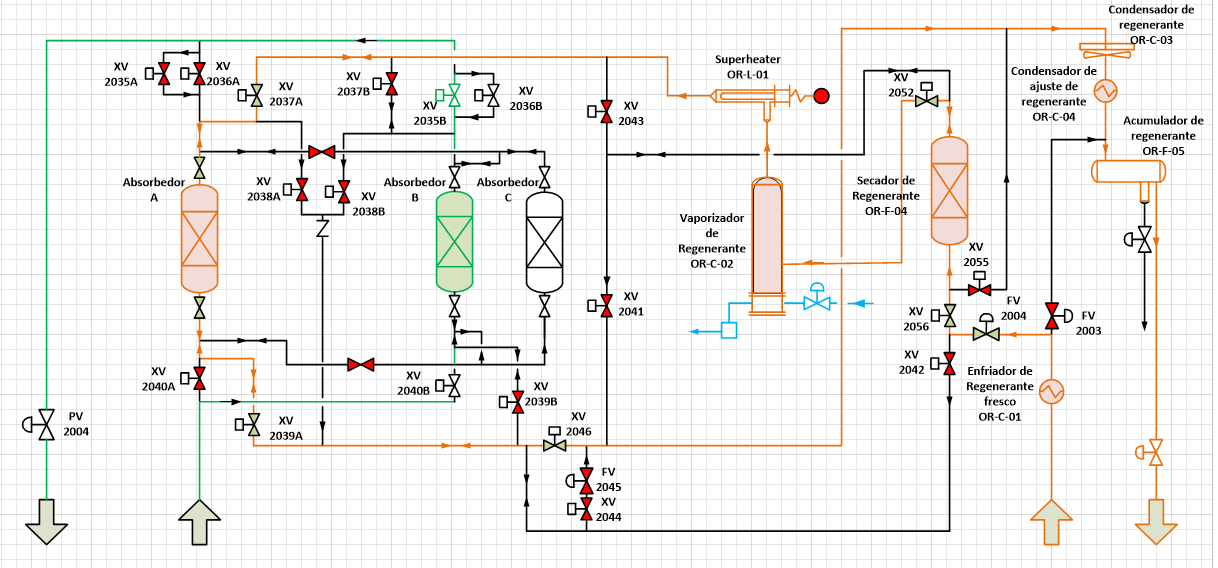 Condensador de
regenerante
OR-C-03
Superheater
OR-L-01
Condensador de
ajuste de
regenerante
OR-C-04
Acumulador de
regenerante
OR-F-05
XV
2035A
XV
2036A
XV
2037A
XV
2037B
XV
2035B
XV
2036B
XV
2043
XV
2052
Absorbedor
A
XV
2038A
XV
2038B
Absorbedor
B
Absorbedor
C
Secador de
Regenerante
OR-F-04
Vaporizador
de
Regenerante
OR-C-02
XV
2055
XV
2041
XV
2056
FV
2004
FV
2003
XV
2042
XV
2040A
XV
2040B
XV
2039B
Enfriador de
Regenerante
fresco
OR-C-01
PV
2004
XV
2039A
XV
2046
FV
2045
XV
2044